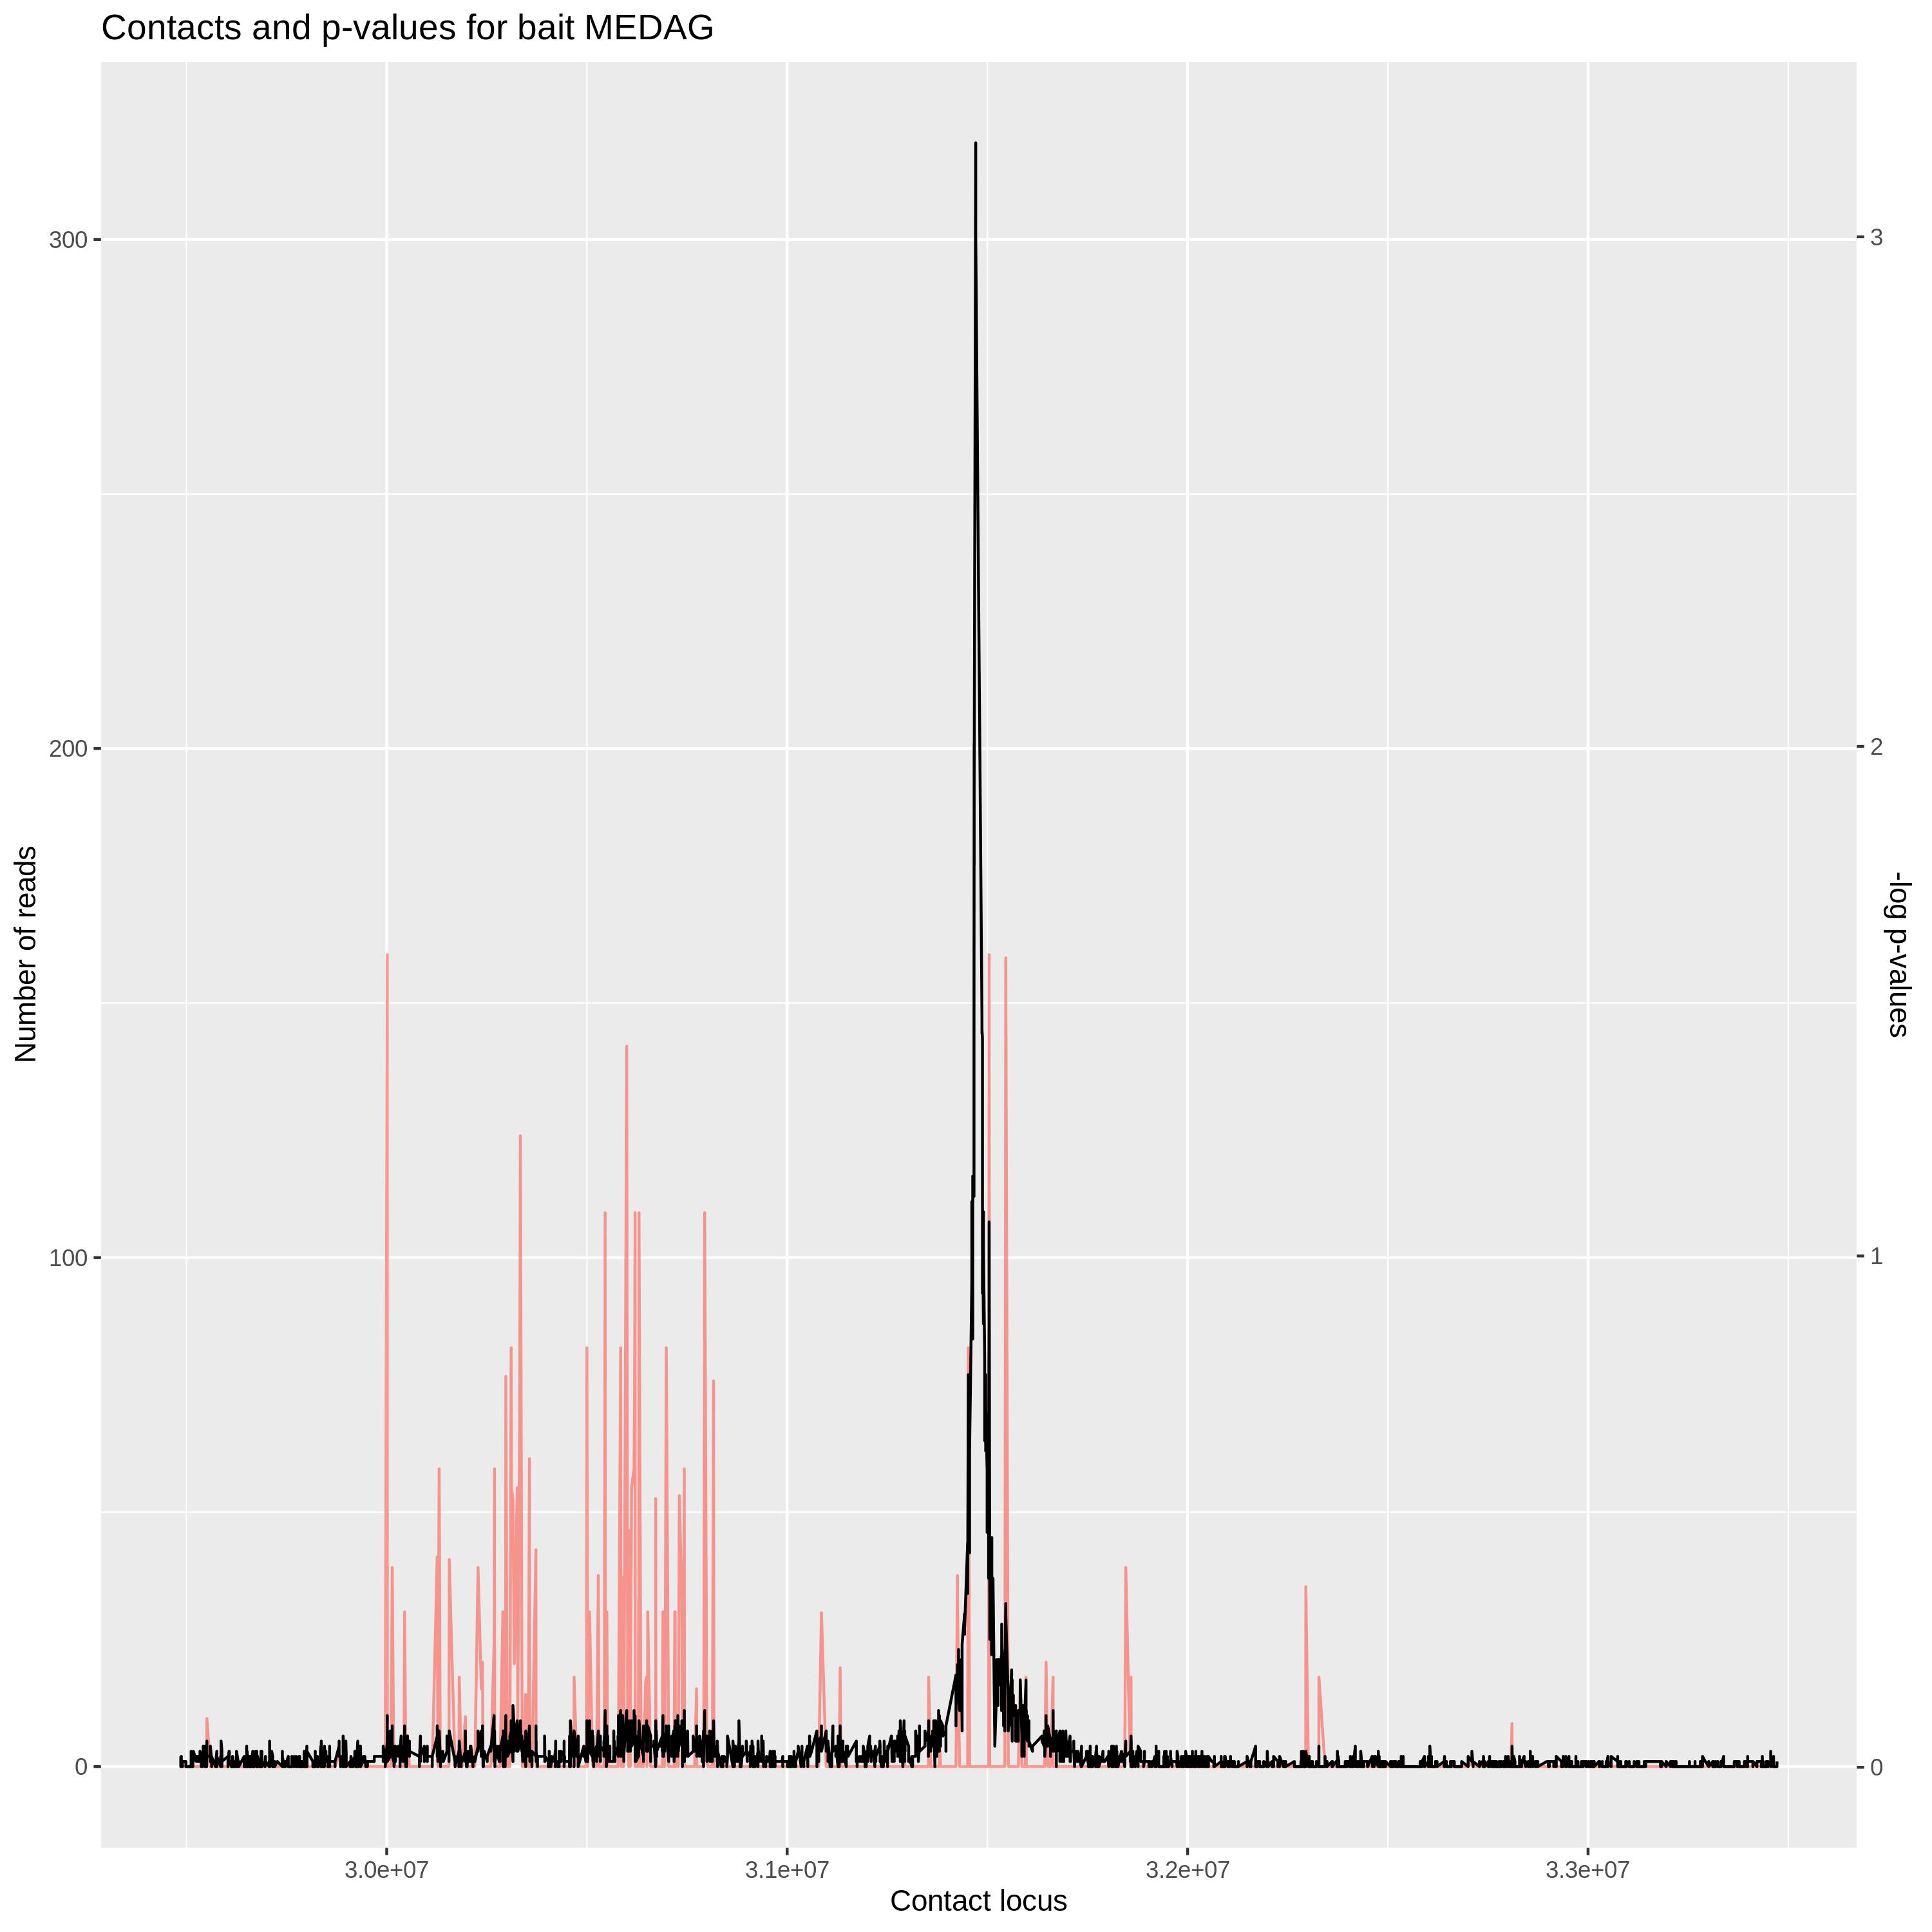 Contacts and p-values for bait MEDAG
300
200
100
0
Number of reads
3
2
1
0
-log p-values
3.0e+07
3.1e+07
3.2e+07
3.3e+07
Contact locus